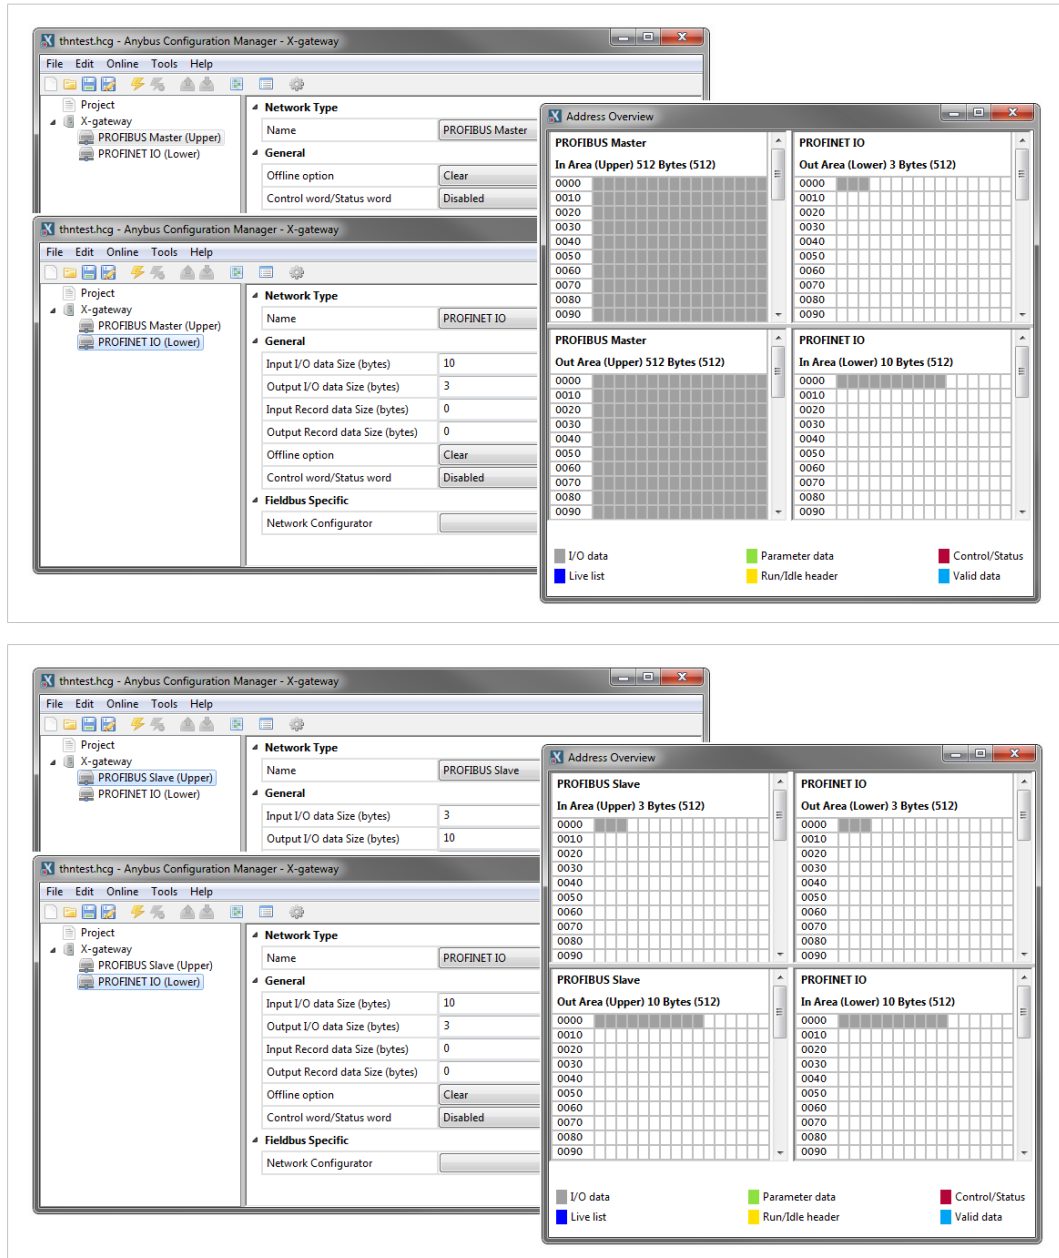 thntest.hcg - Anybus Configuration Manager - X-gateway
File Edit Online Tools Help
Project
X-gateway
PROFIBUS Master (Upper)
PROFINET IO (Lower)
Network Type
Name PROFIBUS Master
General
Offline option Clear
Control word/Status word Disabled
thntest.hcg - Anybus Configuration Manager - X-gateway
File Edit Online Tools Help
Project
X-gateway
PROFIBUS Master (Upper)
PROFINET IO (Lower)
Network Type
Name PROFINET IO
General
Input I/O data Size (bytes) 10
Output I/O data Size (bytes) 3
Input Record data Size (bytes) 0
Output Record data Size (bytes) 0
Offline option Clear
Control word/Status word Disabled
Fieldbus Specific
Network Configurator
Address Overview
PROFIBUS Master
In Area (Upper) 512 Bytes (512)
0000
0010
0020
0030
0040
0050
0060
0070
0080
0090
PROFINET IO
Out Area (Lower) 3 Bytes (512)
0000
0010
0020
0030
0040
0050
0060
0070
0080
0090
PROFIBUS Master
Out Area (Upper) 512 Bytes (512)
0000
0010
0020
0030
0040
0050
0060
0070
0080
0090
PROFINET IO
In Area (Lower) 10 Bytes (512)
0000
0010
0020
0030
0040
0050
0060
0070
0080
0090
I/O data Parameter data Control/Status
Live list Run/Idle header Valid data
thntest.hcg - Anybus Configuration Manager - X-gateway
File Edit Online Tools Help
Project
X-gateway
PROFIBUS Slave (Upper)
PROFINET IO (Lower)
Network Type
Name PROFIBUS Slave
General
Input I/O data Size (bytes) 3
Output I/O data Size (bytes) 10
thntest.hcg - Anybus Configuration Manager - X-gateway
File Edit Online Tools Help
Project
X-gateway
PROFIBUS Slave (Upper)
PROFINET IO (Lower)
Network Type
Name PROFINET IO
General
Input I/O data Size (bytes) 10
Output I/O data Size (bytes) 3
Input Record data Size (bytes) 0
Output Record data Size (bytes) 0
Offline option Clear
Control word/Status word Disabled
Fieldbus Specific
Network Configurator
Address Overview
PROFIBUS Slave
In Area (Upper) 3 Bytes (512)
0000
0010
0020
0030
0040
0050
0060
0070
0080
0090
PROFINET IO
Out Area (Lower) 3 Bytes (512)
0000
0010
0020
0030
0040
0050
0060
0070
0080
0090
PROFIBUS Slave
Out Area (Upper) 10 Bytes (512)
0000
0010
0020
0030
0040
0050
0060
0070
0080
0090
PROFINET IO
In Area (Lower) 10 Bytes (512)
0000
0010
0020
0030
0040
0050
0060
0070
0080
0090
I/O data Parameter data Control/Status
Live list Run/Idle header Valid data